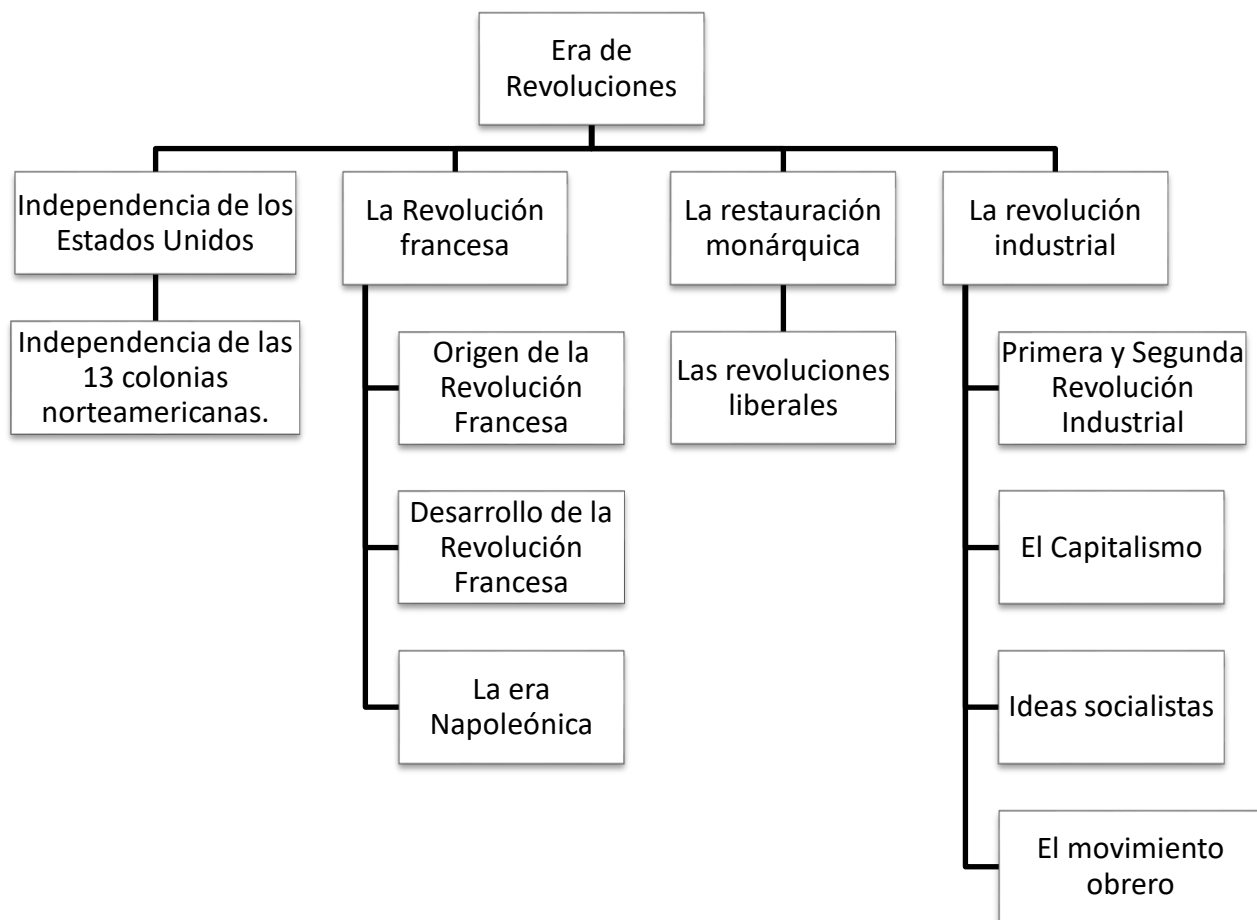 Era de
Revoluciones
Independencia de los
Estados Unidos
Independencia de las
13 colonias
norteamericanas.
La Revolución
francesa
Origen de la
Revolución
Francesa
Desarrollo de la
Revolución
Francesa
La era
Napoleónica
La restauración
monárquica
Las revoluciones
liberales
La revolución
industrial
Primera y Segunda
Revolución
Industrial
El Capitalismo
Ideas socialistas
El movimiento
obrero